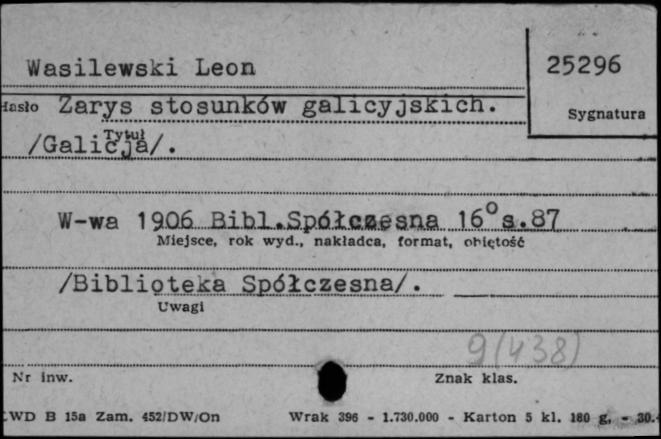 Wasilewski Leon
25296
Hasło Zarys stosunków galicyjskich.
Sygnatura
Tytuł
/Galicja/.
W-wa 1906 Bibl.Spółczesna 16° s.87
Miejsce, rok wyd., nakładca, format, objętość
/Biblioteka Spółczesna/.
Uwagi
9(438)
Nr inw.
Znak klas.
LWD B 15a Zam. 452/DW/On Wrak 396 - 1.730.000 - Karton 5 kl. 180 g. - 30.